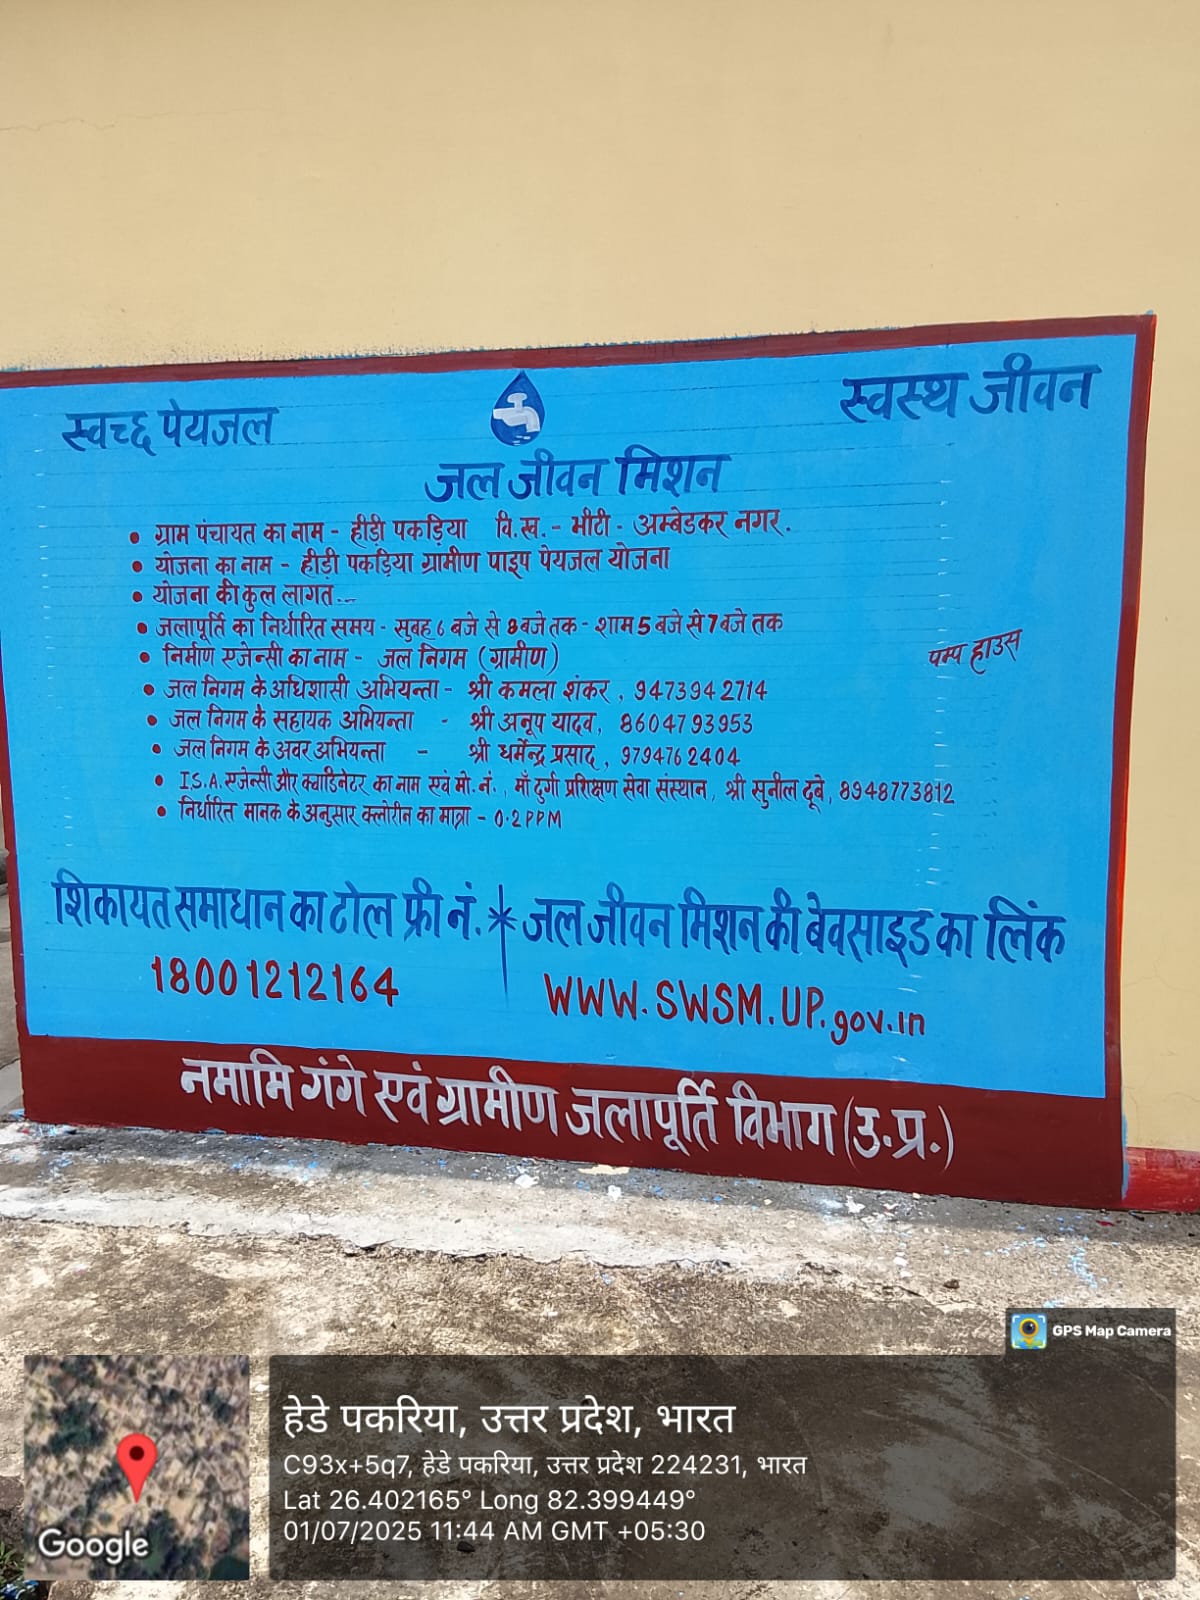 स्वच्छ पेयजल
स्वस्थ जीवन
जल जीवन मिशन
• ग्राम पंचायत का नाम - हीड़ी पकड़िया वि.ख. - भीटी - अम्बेडकर नगर.
• योजना का नाम - हीड़ी पकड़िया ग्रामीण पाइप पेयजल योजना
• योजना की कुल लागत...
• जलापूर्ति का निर्धारित समय - सुबह 6 बजे से 8 बजे तक - शाम 5 बजे से 7 बजे तक
• निर्माण एजेन्सी का नाम - जल निगम (ग्रामीण)
पम्प हाउस
• जल निगम के अधिशासी अभियन्ता - श्री कमला शंकर, 9473942714
• जल निगम के सहायक अभियन्ता - श्री अनूप यादव, 8604793953
• जल निगम के अवर अभियन्ता - श्री धर्मेन्द्र प्रसाद, 9794762404
• I.S.A. एजेन्सी और क्वाडिनेटर का नाम एवं मो. नं., माँ दुर्गा प्रशिक्षण सेवा संस्थान, श्री सुनील दूबे, 8948773812
• निर्धारित मानक के अनुसार क्लोरीन का मात्रा - 0.2 PPM
शिकायत समाधान का टोल फ्री नं. * जल जीवन मिशन की बेवसाइड का लिंक
18001212164
WWW.SWSM.UP.gov.in
नमामि गंगे एवं ग्रामीण जलापूर्ति विभाग (उ.प्र.)
GPS Map Camera
हेडे पकरिया, उत्तर प्रदेश, भारत
C93x+5q7, हेडे पकरिया, उत्तर प्रदेश 224231, भारत
Lat 26.402165° Long 82.399449°
01/07/2025 11:44 AM GMT +05:30
Google